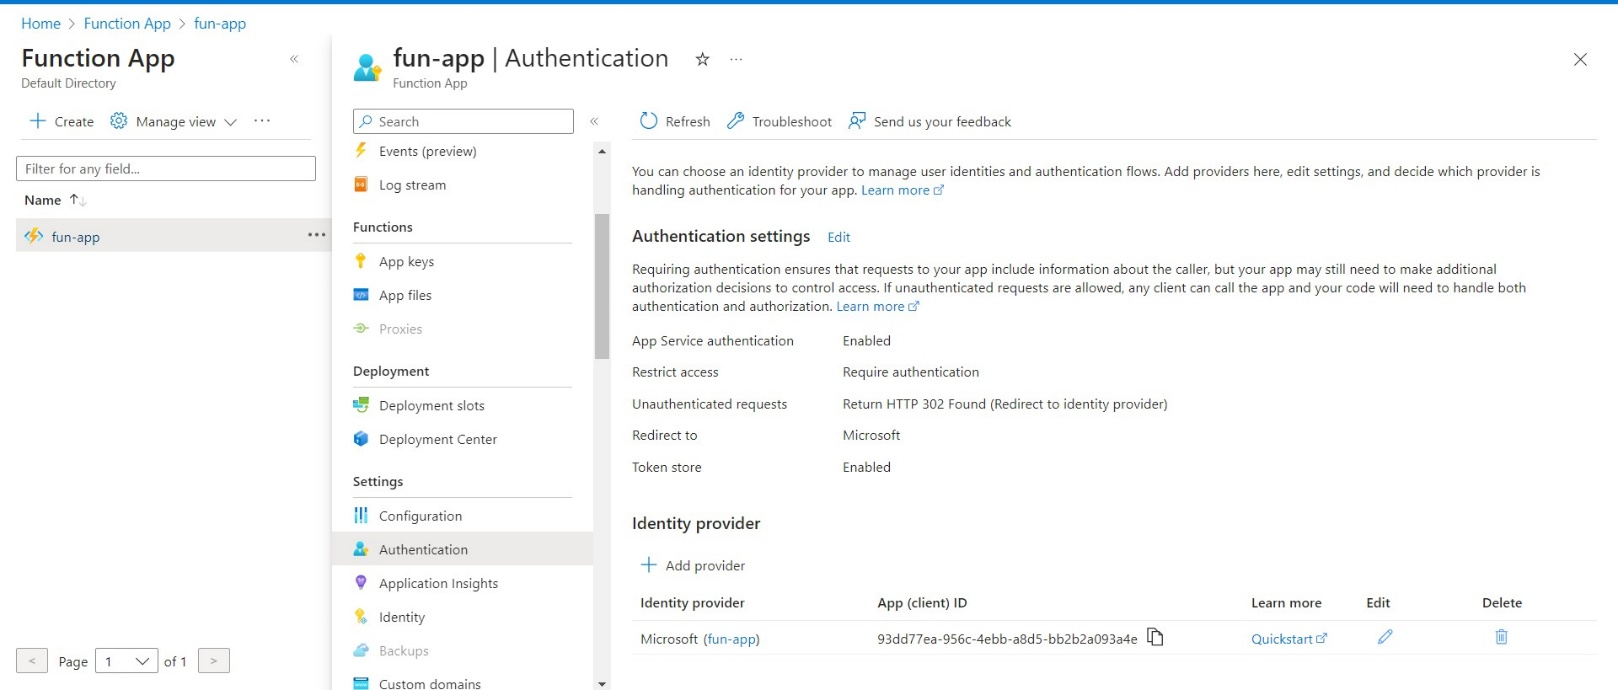 Home > Function App > fun-app
Function App
Default Directory
Create Manage view
Filter for any field...
Name
fun-app
Page 1 of 1
fun-app | Authentication
Function App
Search
Events (preview)
Log stream
Functions
App keys
App files
Proxies
Deployment
Deployment slots
Deployment Center
Settings
Configuration
Authentication
Application Insights
Identity
Backups
Custom domains
Refresh Troubleshoot Send us your feedback
You can choose an identity provider to manage user identities and authentication flows. Add providers here, edit settings, and decide which provider is
handling authentication for your app. Learn more
Authentication settings Edit
Requiring authentication ensures that requests to your app include information about the caller, but your app may still need to make additional
authorization decisions to control access. If unauthenticated requests are allowed, any client can call the app and your code will need to handle both
authentication and authorization. Learn more
App Service authentication Enabled
Restrict access Require authentication
Unauthenticated requests Return HTTP 302 Found (Redirect to identity provider)
Redirect to Microsoft
Token store Enabled
Identity provider
Add provider
Identity provider App (client) ID Learn more Edit Delete
Microsoft (fun-app) 93dd77ea-956c-4ebb-a8d5-bb2b2a093a4e Quickstart